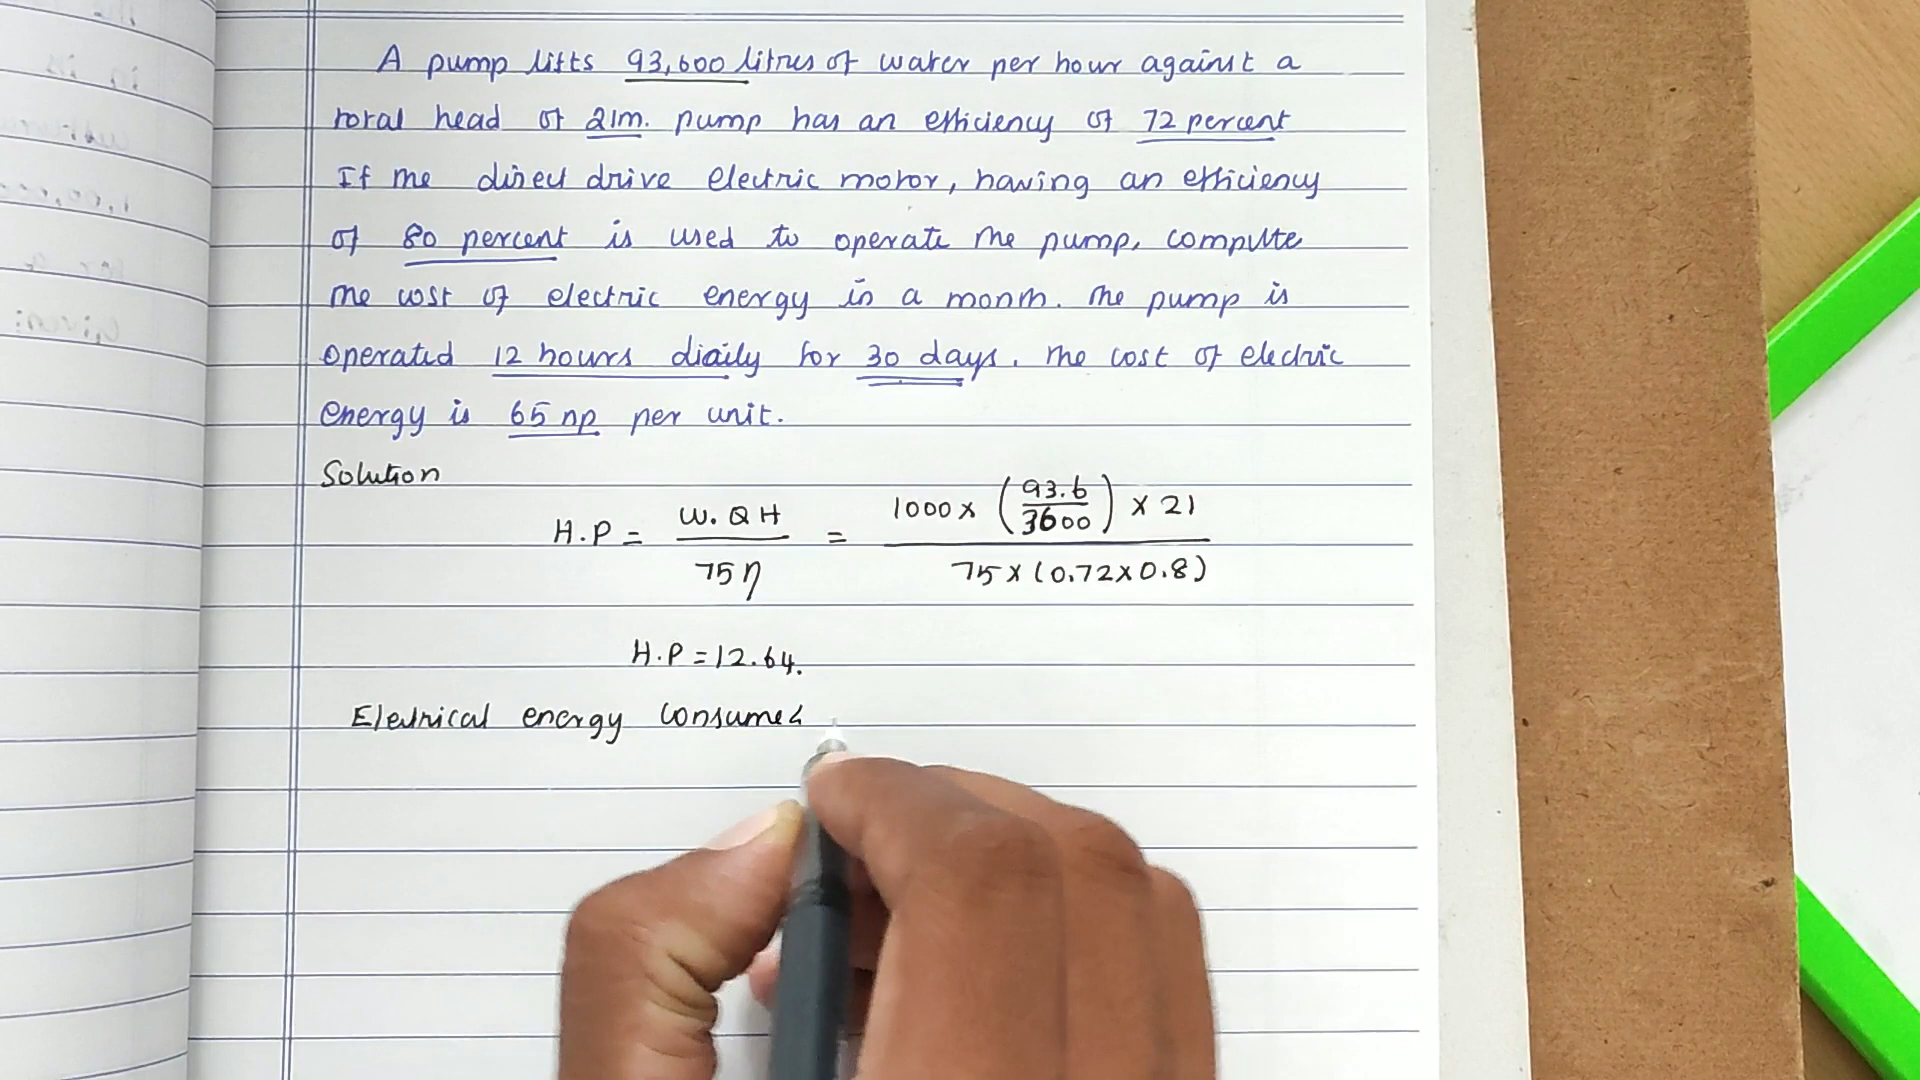 A pump lifts 93,600 litres of water per hour against a
total head of 21m. pump has an efficiency of 72 percent
If the direct drive electric motor, having an efficiency
of 80 percent is used to operate the pump, compute
the cost of electric energy in a month. The pump is
operated 12 hours diaily for 30 days. The cost of electric
energy is 65 np per unit.
Solution
H.P = W.QH / 75η = 1000 x (93.6 / 3600) x 21 / 75 x (0.72 x 0.8)
H.P = 12.64.
Electrical energy consumed